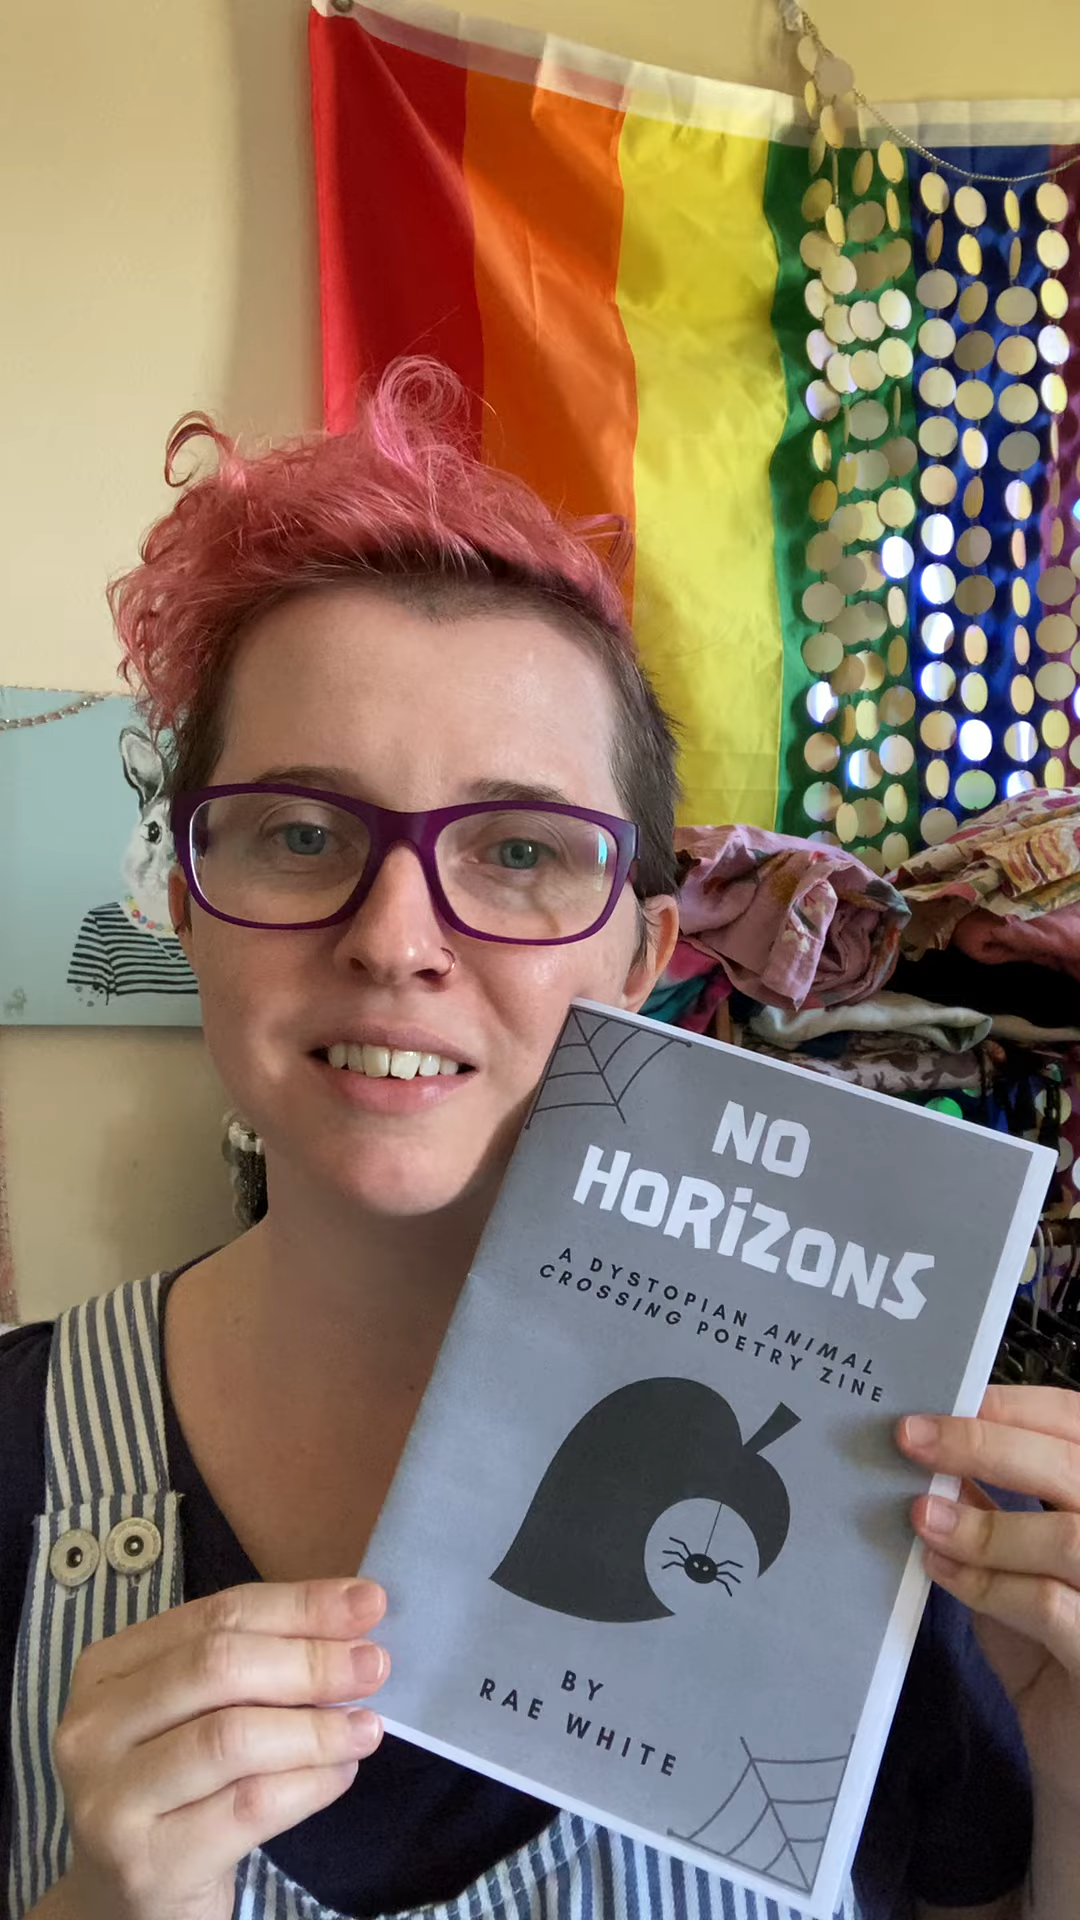 NO
HORiZONS
A DYSTOPIAN ANIMAL
CROSSING POETRY ZINE
BY
RAE WHITE